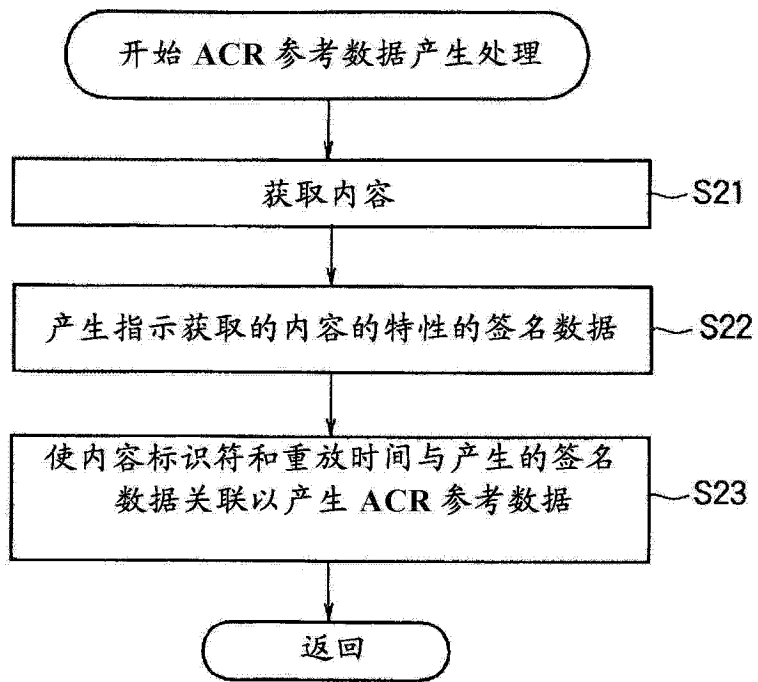 开始 ACR 参考数据产生处理
获取内容
S21
产生指示获取的内容的特性的签名数据
S22
使内容标识符和重放时间与产生的签名
数据关联以产生 ACR 参考数据
S23
返回